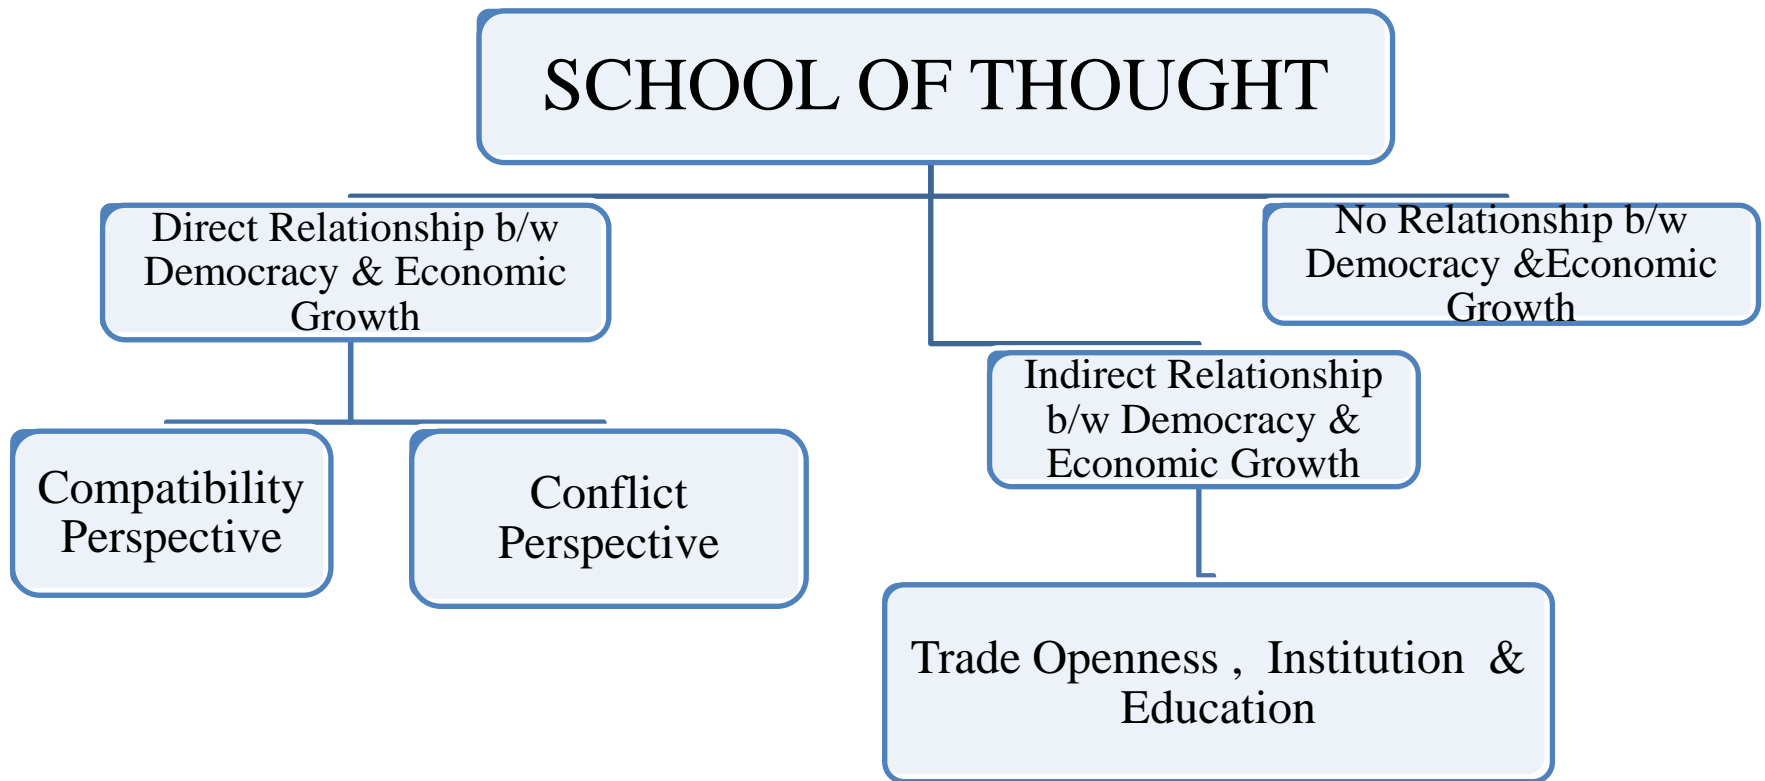 SCHOOL OF THOUGHT
Direct Relationship b/w
Democracy & Economic
Growth
No Relationship b/w
Democracy &Economic
Growth
Indirect Relationship
b/w Democracy &
Economic Growth
Compatibility
Perspective
Conflict
Perspective
Trade Openness , Institution &
Education